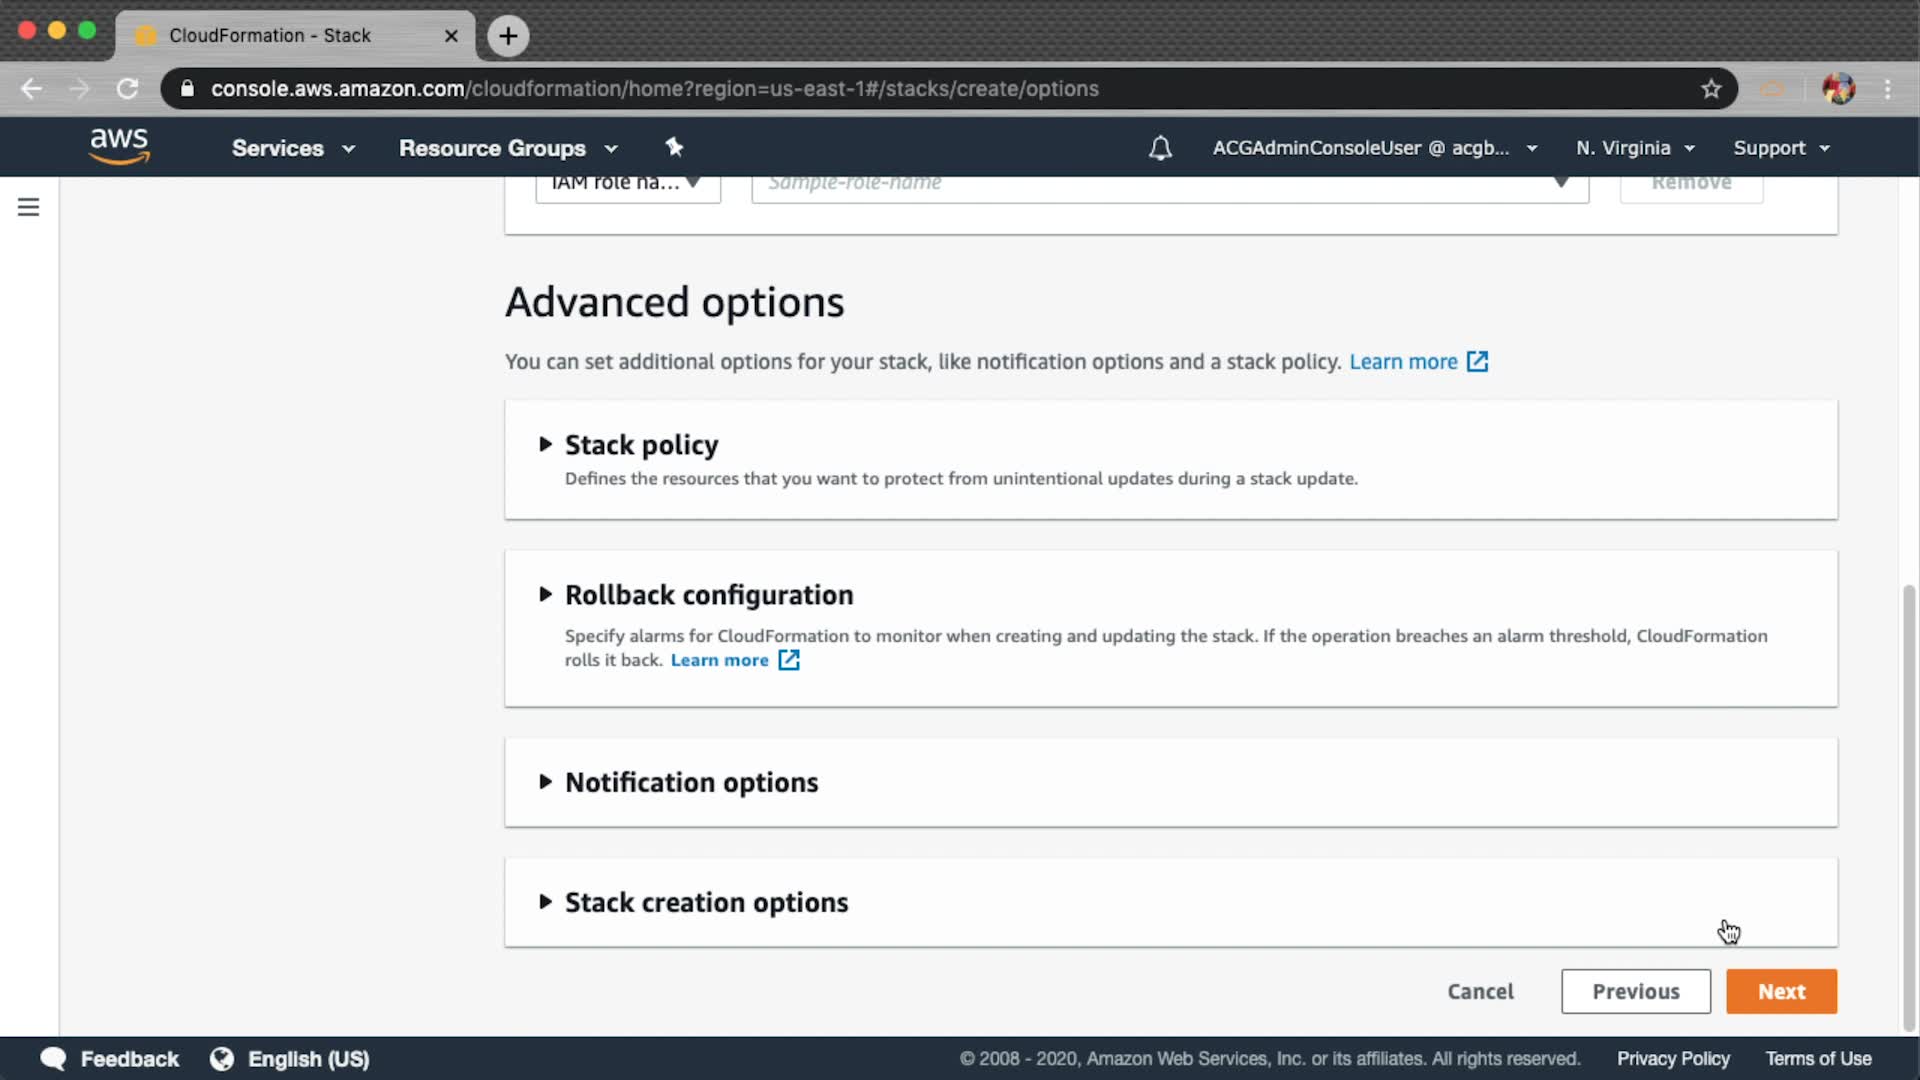 CloudFormation - Stack
console.aws.amazon.com/cloudformation/home?region=us-east-1#/stacks/create/options
aws
Services
Resource Groups
ACGAdminConsoleUser @ acgb...
N. Virginia
Support
IAM role na...
Sample-role-name
Remove
Advanced options
You can set additional options for your stack, like notification options and a stack policy. Learn more
Stack policy
Defines the resources that you want to protect from unintentional updates during a stack update.
Rollback configuration
Specify alarms for CloudFormation to monitor when creating and updating the stack. If the operation breaches an alarm threshold, CloudFormation
rolls it back. Learn more
Notification options
Stack creation options
Cancel
Previous
Next
Feedback
English (US)
© 2008 - 2020, Amazon Web Services, Inc. or its affiliates. All rights reserved.
Privacy Policy
Terms of Use